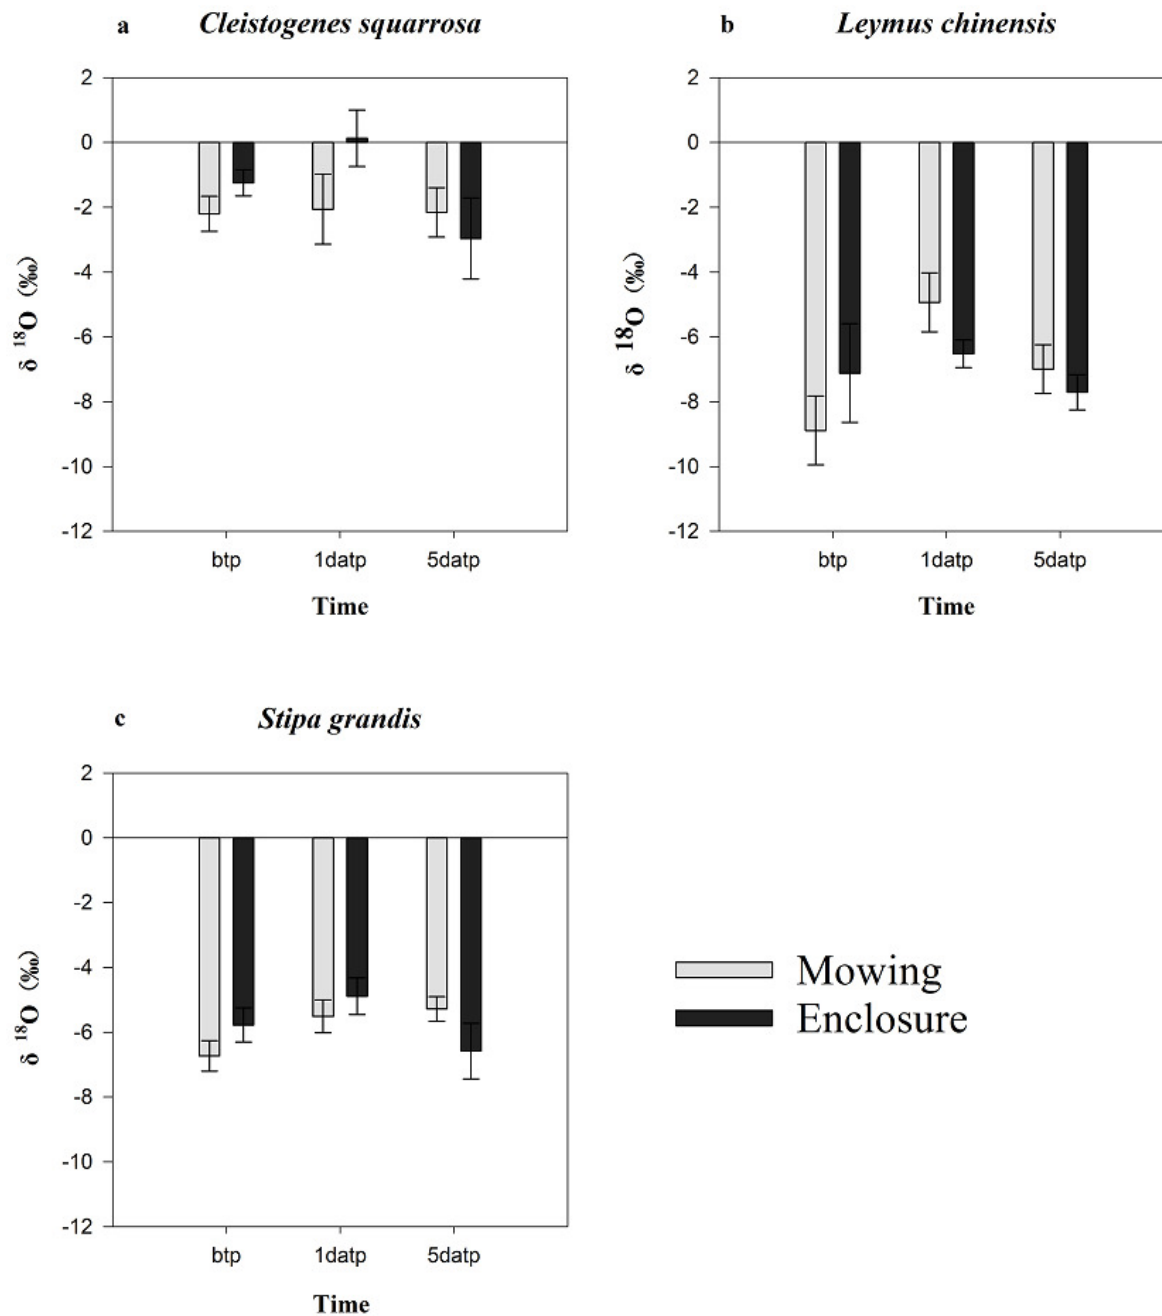 a Cleistogenes squarrosa
2
0
-2
-4
-6
-8
-10
-12
δ 18O (‰)
btp 1datp 5datp
Time
b Leymus chinensis
2
0
-2
-4
-6
-8
-10
-12
δ 18O (‰)
btp 1datp 5datp
Time
c Stipa grandis
2
0
-2
-4
-6
-8
-10
-12
δ 18O (‰)
btp 1datp 5datp
Time
Mowing
Enclosure